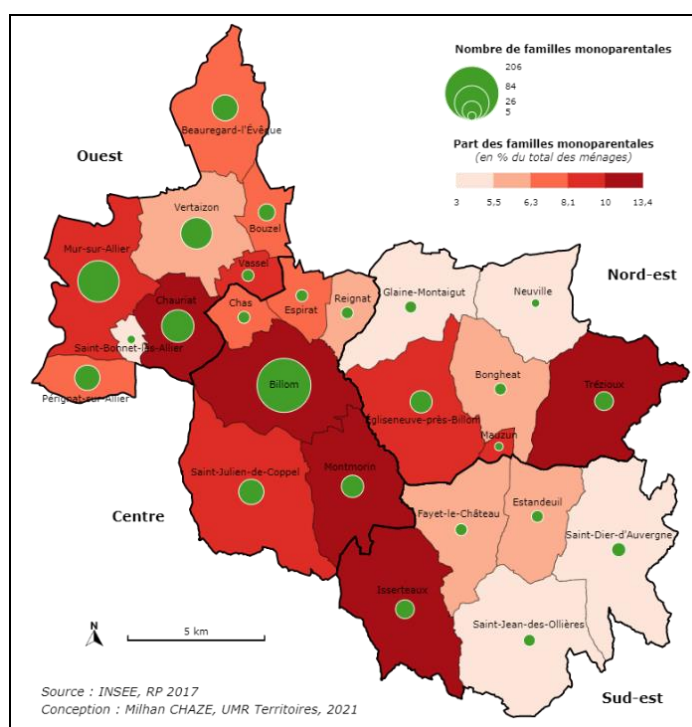 Nombre de familles monoparentales
206
84
26
5
Part des familles monoparentales
(en % du total des ménages)
3
5,5
6,3
8,1
10
13,4
Ouest
Beauregard-l'Évêque
Vertaizon
Bouzel
Mur-sur-Allier
Vassel
Nord-est
Chauriat
Chas
Espirat
Reignat
Glaine-Montaigut
Neuville
Saint-Bonnet-lès-Allier
Pérignat-sur-Allier
Billom
Bongheat
Trézioux
Égliseneuve-près-Billom
Mauzun
Saint-Julien-de-Coppel
Montmorin
Centre
Fayet-le-Château
Estandeuil
Saint-Dier-d'Auvergne
Isserteaux
Saint-Jean-des-Ollières
N
5 km
Sud-est
Source : INSEE, RP 2017
Conception : Milhan CHAZE, UMR Territoires, 2021